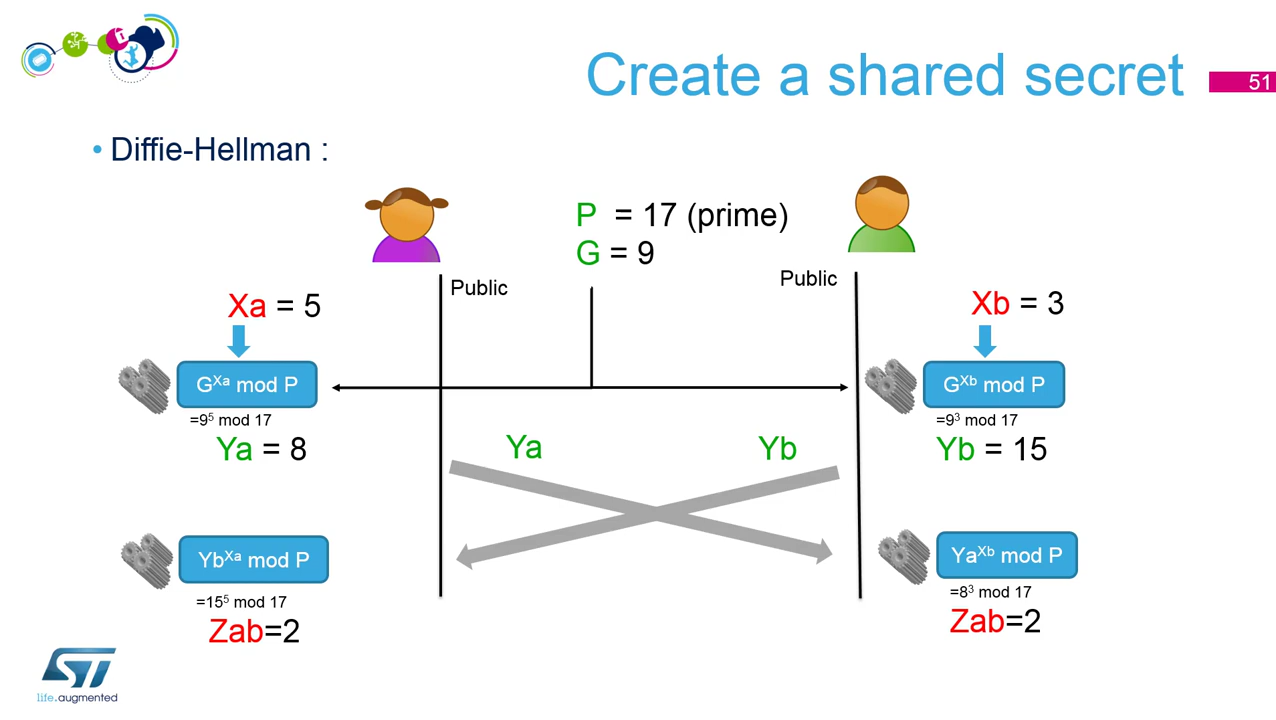 Create a shared secret
51
• Diffie-Hellman :
P = 17 (prime)
G = 9
Public
Public
Xa = 5
Xb = 3
G^Xa mod P
G^Xb mod P
=9^5 mod 17
=9^3 mod 17
Ya = 8
Ya
Yb
Yb = 15
Yb^Xa mod P
Ya^Xb mod P
=15^5 mod 17
=8^3 mod 17
Zab=2
Zab=2
ST
life.augmented